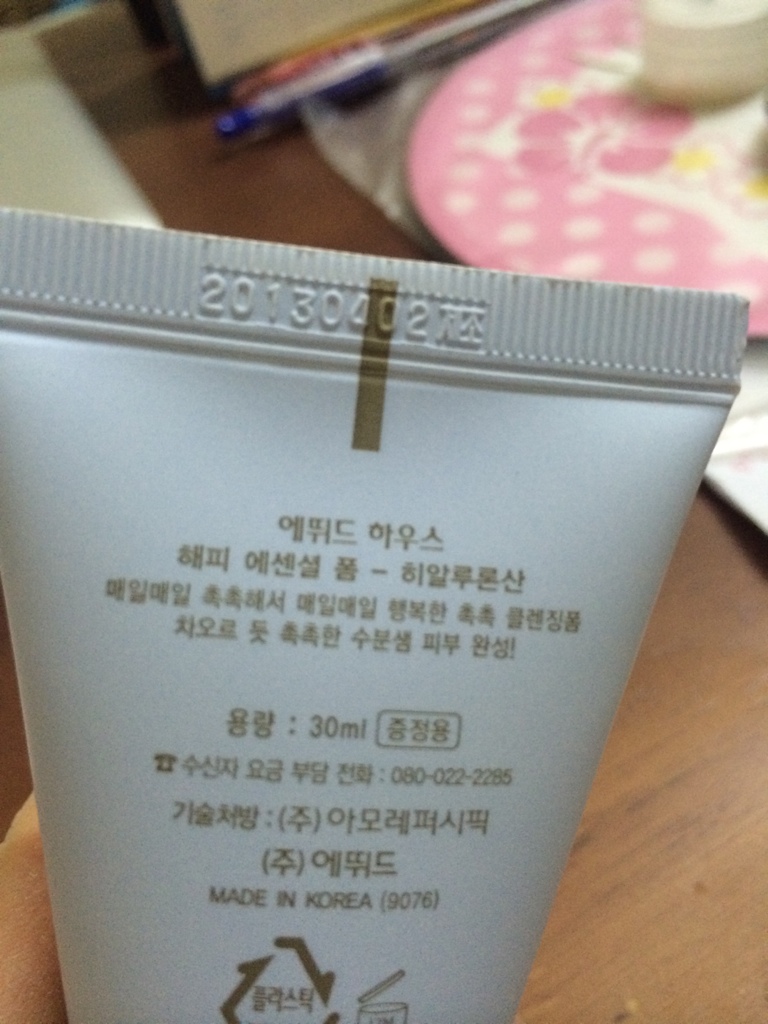 20130402제조
에뛰드 하우스
해피 에센셜 폼 - 히알루론산
매일매일 촉촉해서 매일매일 행복한 촉촉 클렌징폼
차오르 듯 촉촉한 수분샘 피부 완성!
용량 : 30ml 증정용
☎수신자 요금 부담 전화 : 080-022-2285
기술처방 : (주)아모레퍼시픽
(주)에뛰드
MADE IN KOREA (9076)
플라스틱